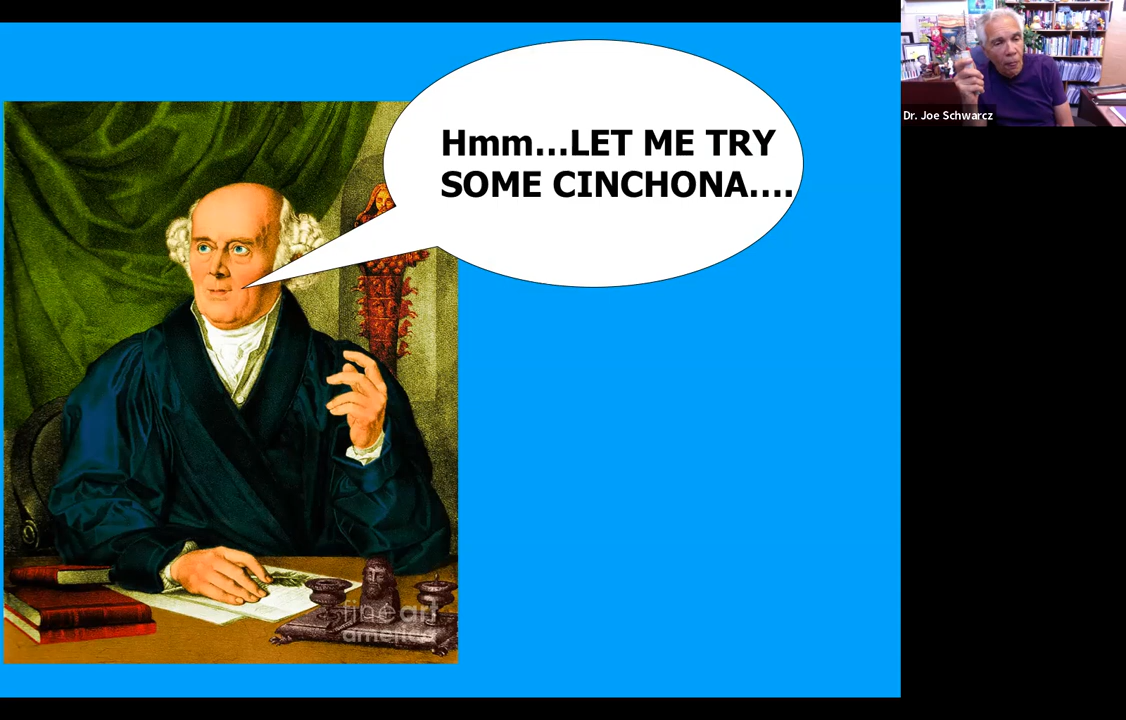 Hmm...LET ME TRY
SOME CINCHONA....
Dr. Joe Schwarcz
fine art
america